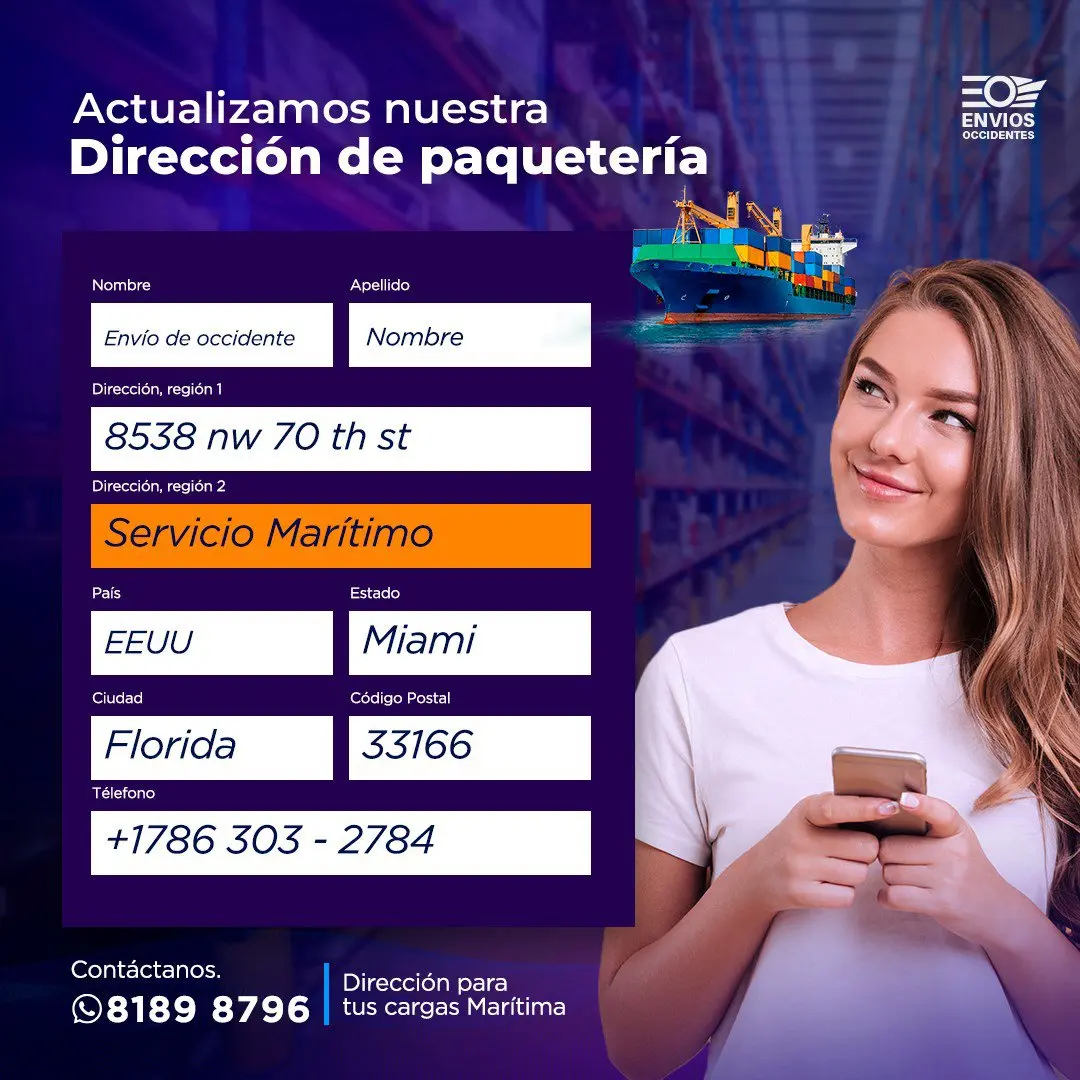 Actualizamos nuestra
Dirección de paquetería
ENVIOS
OCCIDENTES
Nombre
Apellido
Envío de occidente
Nombre
Dirección, región 1
8538 nw 70 th st
Dirección, región 2
Servicio Marítimo
País
Estado
EEUU
Miami
Ciudad
Código Postal
Florida
33166
Télefono
+1786 303 - 2784
Contáctanos.
8189 8796
Dirección para
tus cargas Marítima